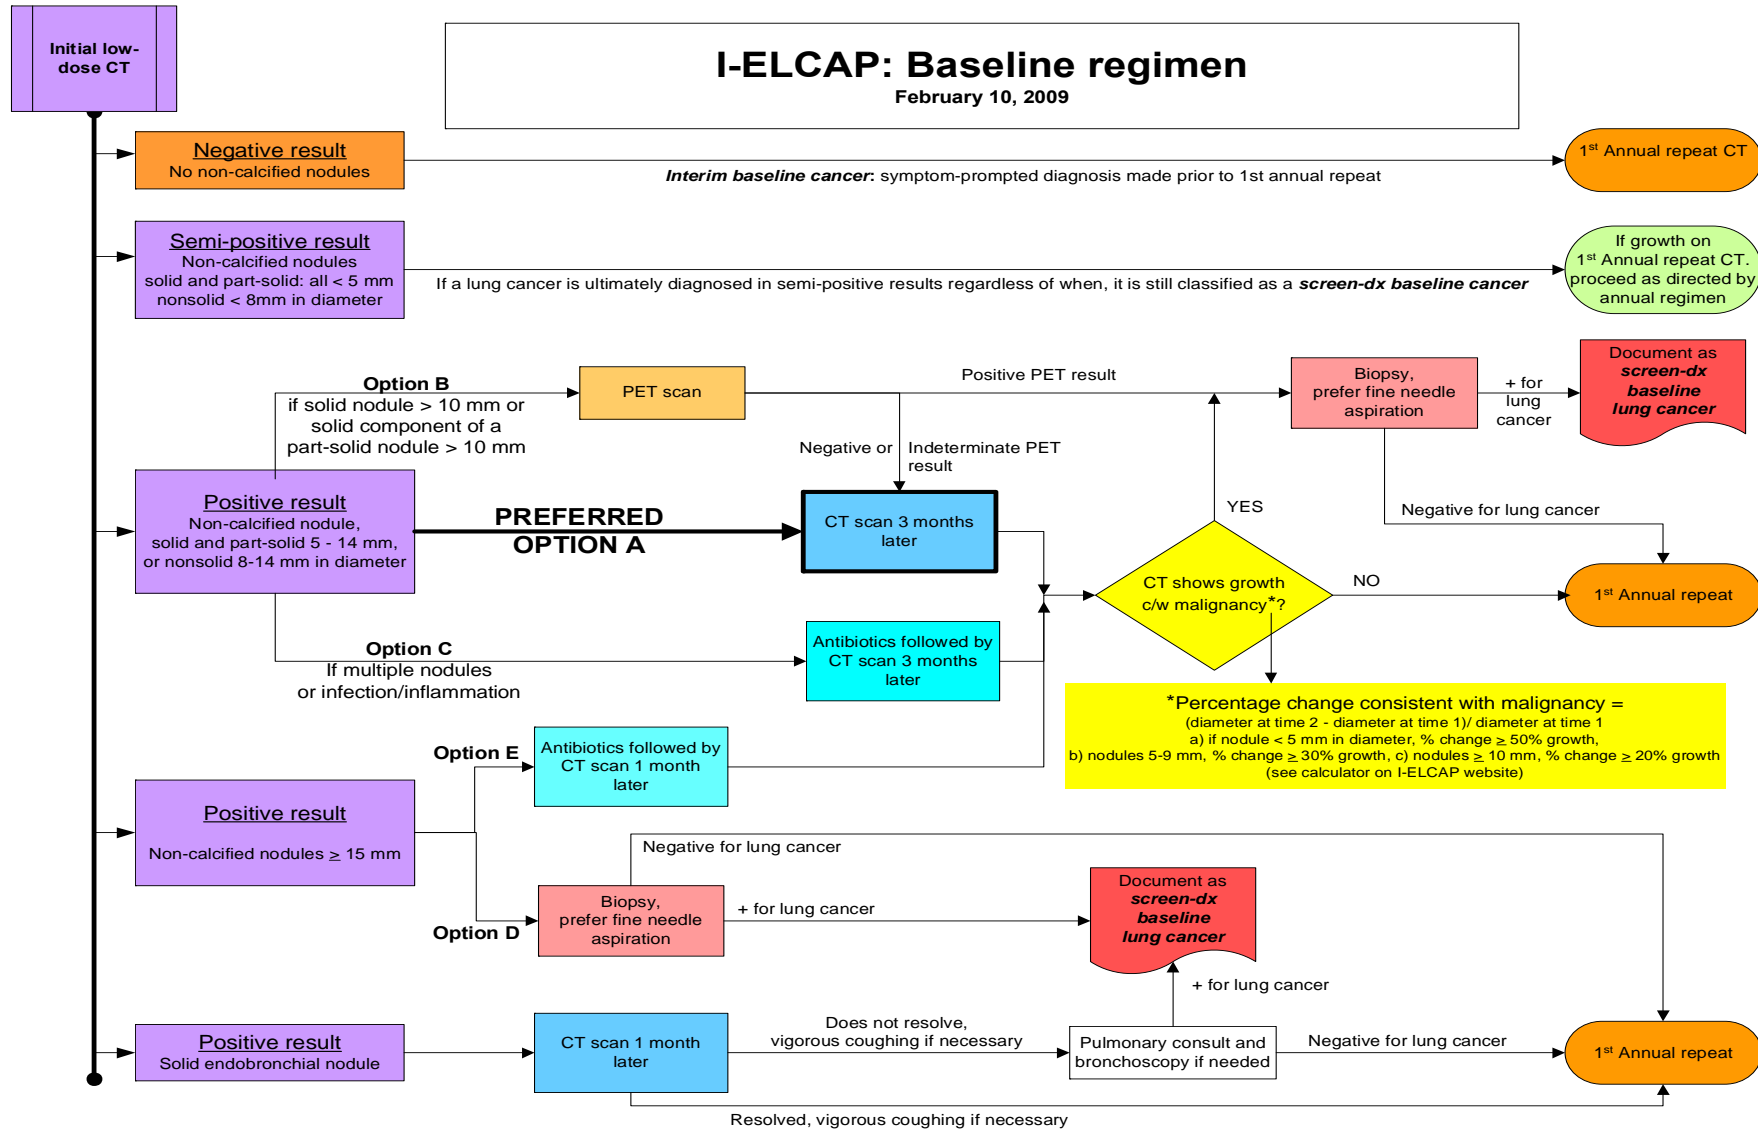 Initial low-
dose CT
I-ELCAP: Baseline regimen
February 10, 2009
Negative result
No non-calcified nodules
Interim baseline cancer: symptom-prompted diagnosis made prior to 1st annual repeat
1st Annual repeat CT
Semi-positive result
Non-calcified nodules
solid and part-solid: all < 5 mm
nonsolid < 8mm in diameter
If a lung cancer is ultimately diagnosed in semi-positive results regardless of when, it is still classified as a screen-dx baseline cancer
If growth on
1st Annual repeat CT.
proceed as directed by
annual regimen
Option B
if solid nodule > 10 mm or
solid component of a
part-solid nodule > 10 mm
PET scan
Positive PET result
Negative or
Indeterminate PET
result
Biopsy,
prefer fine needle
aspiration
+ for
lung
cancer
Document as
screen-dx
baseline
lung cancer
Positive result
Non-calcified nodule,
solid and part-solid 5 - 14 mm,
or nonsolid 8-14 mm in diameter
PREFERRED
OPTION A
CT scan 3 months
later
YES
Negative for lung cancer
CT shows growth
c/w malignancy*?
NO
1st Annual repeat
Option C
If multiple nodules
or infection/inflammation
Antibiotics followed by
CT scan 3 months
later
*Percentage change consistent with malignancy =
(diameter at time 2 - diameter at time 1)/ diameter at time 1
a) if nodule < 5 mm in diameter, % change ≥ 50% growth,
b) nodules 5-9 mm, % change ≥ 30% growth, c) nodules ≥ 10 mm, % change ≥ 20% growth
(see calculator on I-ELCAP website)
Option E
Antibiotics followed by
CT scan 1 month
later
Positive result
Non-calcified nodules ≥ 15 mm
Negative for lung cancer
Option D
Biopsy,
prefer fine needle
aspiration
+ for lung cancer
Document as
screen-dx
baseline
lung cancer
+ for lung cancer
Positive result
Solid endobronchial nodule
CT scan 1 month
later
Does not resolve,
vigorous coughing if necessary
Pulmonary consult and
bronchoscopy if needed
Negative for lung cancer
1st Annual repeat
Resolved, vigorous coughing if necessary